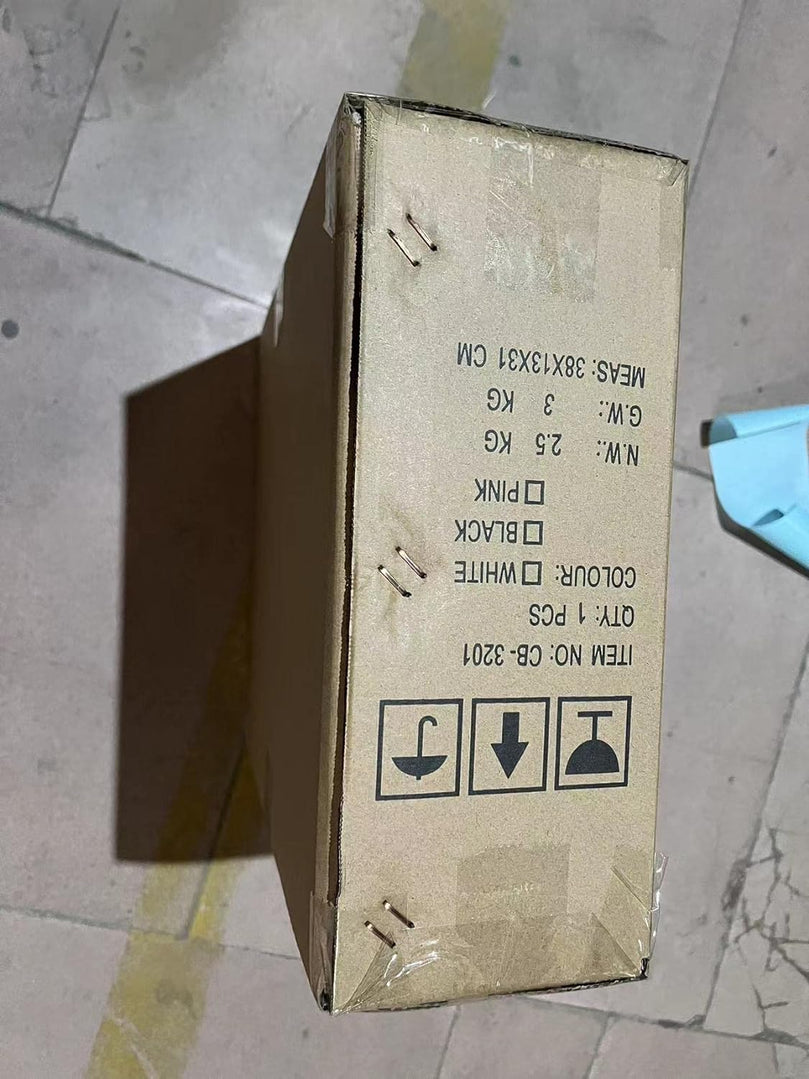 ITEM NO: CB-3201
QTY: 1 PCS
COLOUR: □ WHITE
□ BLACK
□ PINK
N.W.: 2.5 KG
G.W.: 3 KG
MEAS: 38X13X31 CM